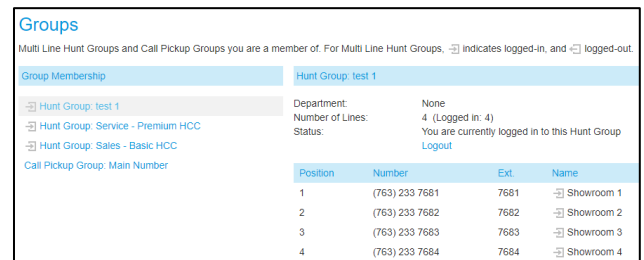 Groups
Multi Line Hunt Groups and Call Pickup Groups you are a member of. For Multi Line Hunt Groups, indicates logged-in, and logged-out.
Group Membership
Hunt Group: test 1
Hunt Group: Service - Premium HCC
Hunt Group: Sales - Basic HCC
Call Pickup Group: Main Number
Hunt Group: test 1
Department: None
Number of Lines: 4 (Logged in: 4)
Status: You are currently logged in to this Hunt Group
Logout
Position Number Ext. Name
1 (763) 233 7681 7681 Showroom 1
2 (763) 233 7682 7682 Showroom 2
3 (763) 233 7683 7683 Showroom 3
4 (763) 233 7684 7684 Showroom 4